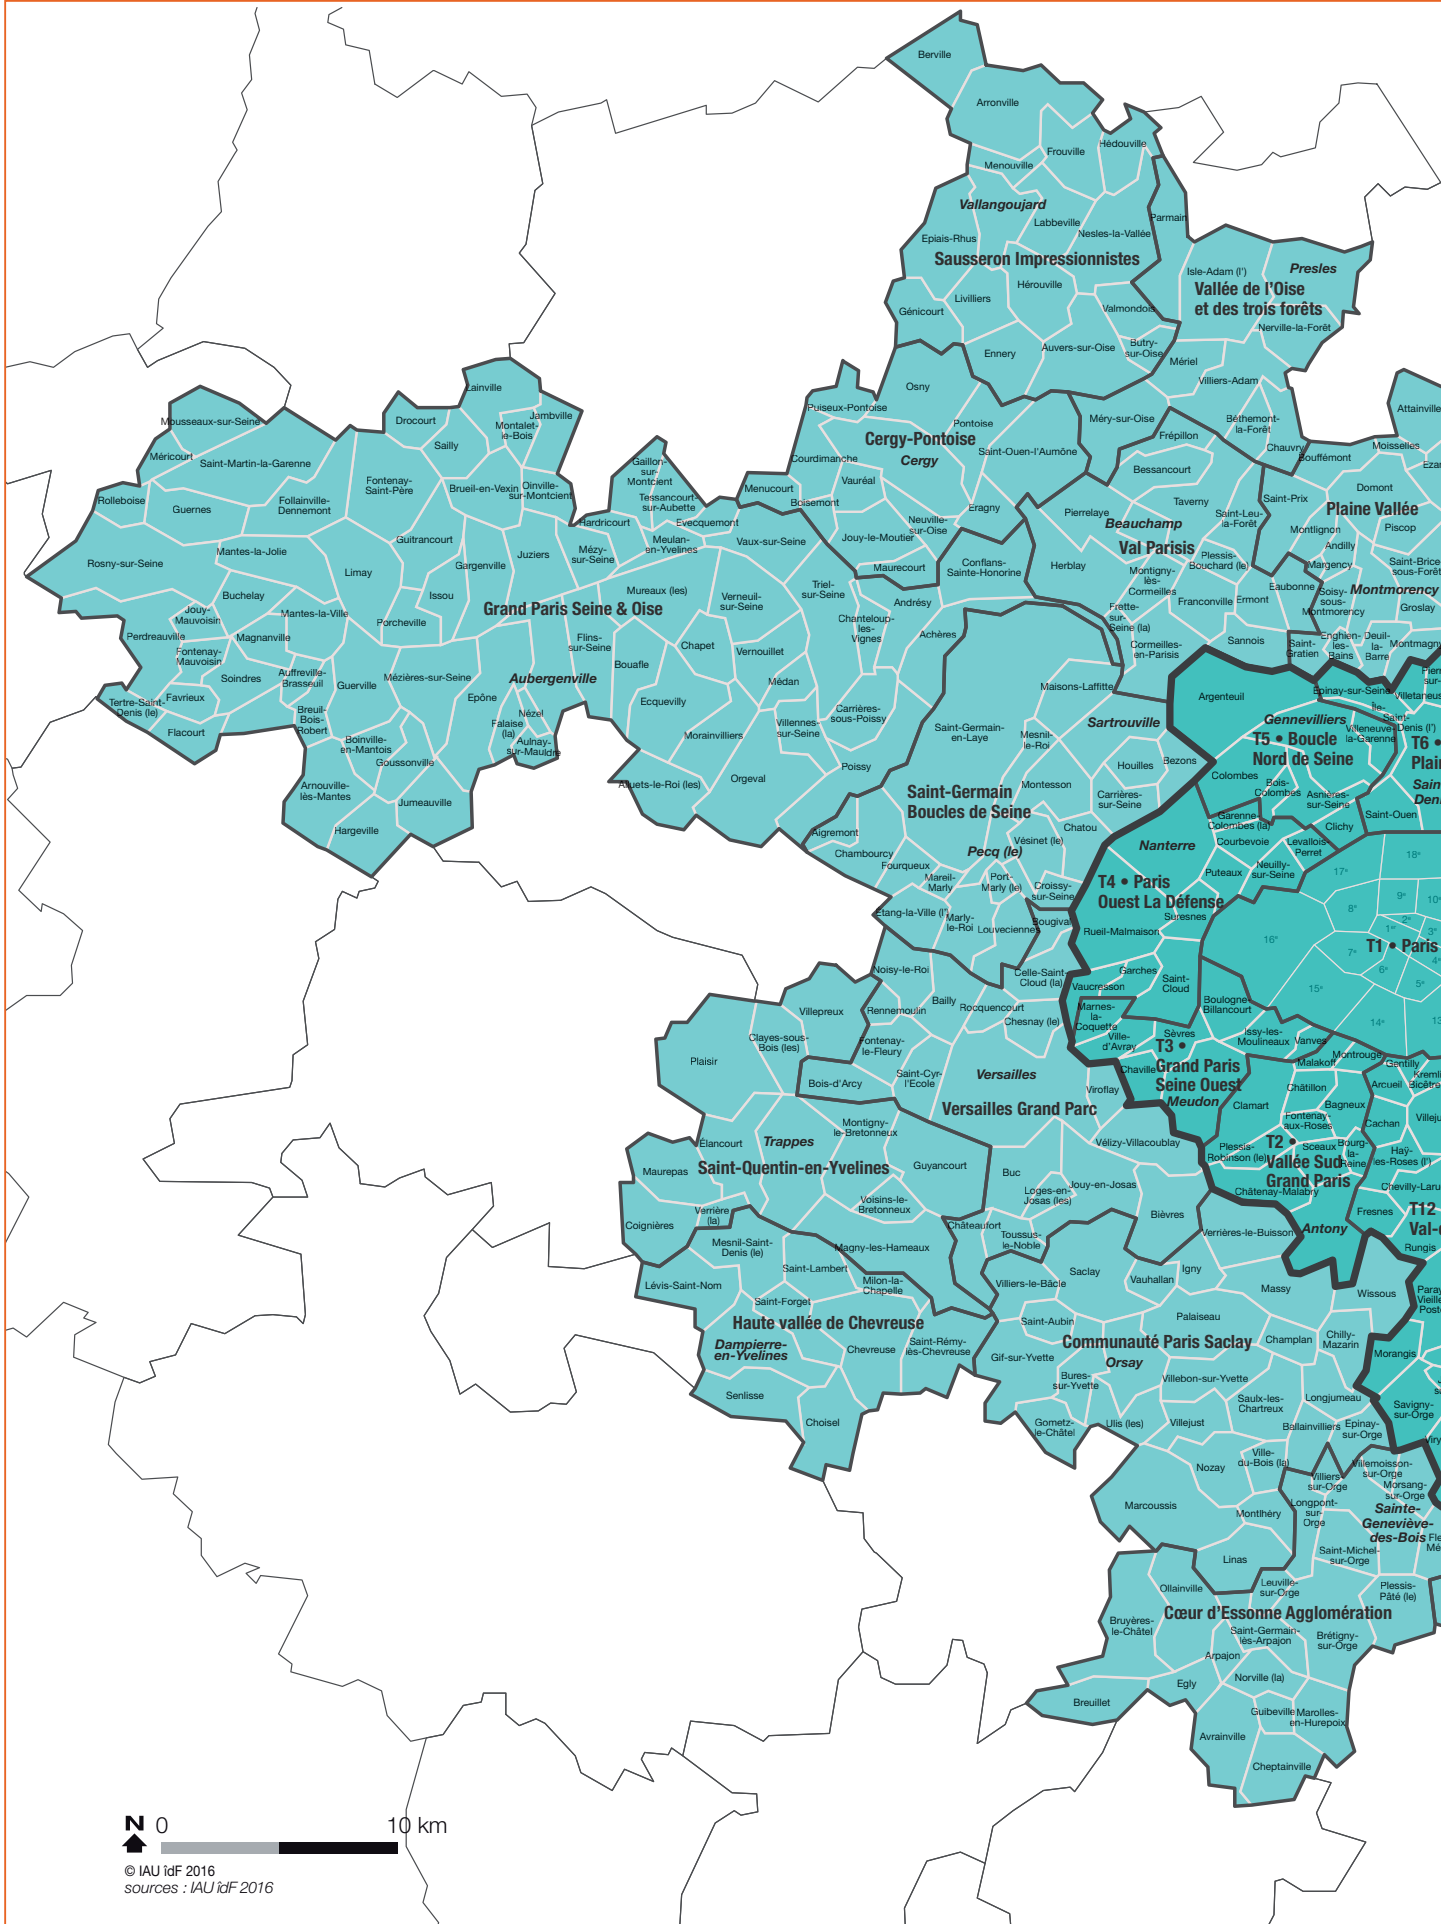 Berville
Arronville
Hédouville
Frouville
Menouville
Vallangoujard
Parmain
Labbeville
Nesles-la-Vallée
Epiais-Rhus
Sausseron Impressionnistes
Isle-Adam (l')
Presles
Hérouville
Vallée de l'Oise
et des trois forêts
Livilliers
Valmondois
Génicourt
Nerville-la-Forêt
Ennery
Auvers-sur-Oise
Butry-
sur-Oise
Mériel
Villiers-Adam
Osny
Lainville
Puiseux-Pontoise
Attainville
Mousseaux-sur-Seine
Drocourt
Jambville
Montalet-
le-Bois
Pontoise
Méry-sur-Oise
Béthemont-
la-Forêt
Cergy-Pontoise
Frépillon
Sailly
Saint-Ouen-l'Aumône
Chauvry
Moisselles
Méricourt
Saint-Martin-la-Garenne
Courdimanche
Cergy
Bouffémont
Gaillon-
sur-
Montcient
Bessancourt
Fontenay-
Saint-Père
Vauréal
Domont
Brueil-en-Vexin
Oinville-
sur-Montcient
Menucourt
Rolleboise
Follainville-
Dennemont
Tessancourt-
sur-Aubette
Boisemont
Taverny
Saint-Prix
Guernes
Eragny
Plaine Vallée
Pierrelaye
Saint-Leu-
la-Forêt
Hardricourt
Evecquemont
Neuville-
sur-Oise
Beauchamp
Montlignon
Piscop
Guitrancourt
Meulan-
en-Yvelines
Vaux-sur-Seine
Jouy-le-Moutier
Val Parisis
Andilly
Mantes-la-Jolie
Juziers
Mézy-
sur-Seine
Plessis-
Bouchard (le)
Rosny-sur-Seine
Gargenville
Maurecourt
Conflans-
Sainte-Honorine
Herblay
Margency
Saint-Brice-
sous-Forêt
Limay
Montigny-
lès-
Cormeilles
Eaubonne
Soisy-
sous-
Montmorency
Montmorency
Buchelay
Issou
Mureaux (les)
Verneuil-
sur-Seine
Triel-
sur-Seine
Andrésy
Franconville
Ermont
Groslay
Jouy-
Mauvoisin
Mantes-la-Ville
Grand Paris Seine & Oise
Frette-
sur-
Seine (la)
Porcheville
Chanteloup-
les-
Vignes
Perdreauville
Magnanville
Flins-
sur-Seine
Achères
Sannois
Saint-
Gratien
Enghien-
les-
Bains
Deuil-
la-
Barre
Montmagny
Fontenay-
Mauvoisin
Chapet
Vernouillet
Cormeilles-
en-Parisis
Bouafle
Soindres
Auffreville-
Brasseuil
Mézières-sur-Seine
Aubergenville
Médan
Maisons-Laffitte
Guerville
Argenteuil
Epinay-sur-Seine
Villetaneuse
Favrieux
Epône
Ecquevilly
Tertre-Saint-
Denis (le)
Breuil-
Bois-
Robert
Nézel
Carrières-
sous-Poissy
Île-
Saint-
Denis (l')
Falaise
(la)
Villennes-
sur-Seine
Saint-Germain-
en-Laye
Sartrouville
Gennevilliers
Villeneuve-
la-Garenne
Flacourt
Morainvilliers
Mesnil-
le-Roi
T5 • Boucle
Nord de Seine
T6 •
Boinville-
en-Mantois
Aulnay-
sur-Mauldre
Houilles
Bezons
Goussonville
Poissy
Colombes
Arnouville-
lès-Mantes
Alluets-le-Roi (les)
Orgeval
Saint-Germain
Boucles de Seine
Montesson
Carrières-
sur-Seine
Bois-
Colombes
Asnières-
sur-Seine
Jumeauville
Saint-Ouen
Hargeville
Aigremont
Chatou
Garenne-
Colombes (la)
Clichy
Chambourcy
Pecq (le)
Vésinet (le)
Nanterre
Courbevoie
Levallois-
Perret
Fourqueux
18e
Mareil-
Marly
Port-
Marly (le)
Croissy-
sur-Seine
T4 • Paris
Ouest La Défense
Puteaux
Neuilly-
sur-Seine
17e
9e
10e
8e
Etang-la-Ville (l')
Marly-
le-Roi
Louveciennes
Bougival
Suresnes
2e
1er
3e
Rueil-Malmaison
16e
T1 • Paris
7e
4e
Noisy-le-Roi
Celle-Saint-
Cloud (la)
Garches
6e
Vaucresson
Saint-
Cloud
5e
15e
Bailly
Rocquencourt
Villepreux
Rennemoulin
Marnes-
la-
Coquette
Boulogne-
Billancourt
Chesnay (le)
14e
Clayes-sous-
Bois (les)
Fontenay-
le-Fleury
Ville-
d'Avray
Sèvres
Issy-les-
Moulineaux
Vanves
T3 •
Grand Paris
Seine Ouest
Montrouge
Plaisir
Malakoff
Gentilly
Saint-Cyr-
l'Ecole
Versailles
Chaville
Kremlin
Bicêtre
Bois-d'Arcy
Viroflay
Châtillon
Arcueil
Versailles Grand Parc
Meudon
Clamart
Bagneux
Montigny-
le-Bretonneux
Fontenay-
aux-Roses
Cachan
Élancourt
Trappes
Vélizy-Villacoublay
Plessis-
Robinson (le)
T2 •
Vallée Sud
Grand Paris
Sceaux
Bourg-
la-
Reine
Haÿ-
les-Roses (l')
Maurepas
Saint-Quentin-en-Yvelines
Guyancourt
Buc
Loges-en-
Josas (les)
Jouy-en-Josas
Châtenay-Malabry
Voisins-le-
Bretonneux
Verrière
(la)
Coignières
Châteaufort
Bièvres
Fresnes
T12
Toussus-
le-Noble
Verrières-le-Buisson
Antony
Mesnil-Saint-
Denis (le)
Magny-les-Hameaux
Rungis
Saint-Lambert
Saclay
Igny
Lévis-Saint-Nom
Milon-la-
Chapelle
Villiers-le-Bâcle
Vauhallan
Massy
Wissous
Saint-Forget
Palaiseau
Haute vallée de Chevreuse
Saint-Aubin
Communauté Paris Saclay
Champlan
Chilly-
Mazarin
Dampierre-
en-Yvelines
Chevreuse
Saint-Rémy-
lès-Chevreuse
Gif-sur-Yvette
Orsay
Morangis
Bures-
sur-Yvette
Villebon-sur-Yvette
Senlisse
Saulx-les-
Chartreux
Longjumeau
Savigny-
sur-Orge
Choisel
Gometz-
le-Châtel
Ulis (les)
Villejust
Ballainvilliers
Epinay-
sur-Orge
Nozay
Ville-
du-Bois (la)
Villiers-
sur-Orge
Villemoisson-
sur-Orge
Morsang-
sur-Orge
Marcoussis
Montlhéry
Longpont-
sur-
Orge
Sainte-
Geneviève-
des-Bois
Linas
Saint-Michel-
sur-Orge
Ollainville
Leuville-
sur-Orge
Plessis-
Pâté (le)
Bruyères-
le-Châtel
Cœur d'Essonne Agglomération
Saint-Germain-
lès-Arpajon
Brétigny-
sur-Orge
Arpajon
Egly
Norville (la)
Breuillet
Guibeville
Marolles-
en-Hurepoix
Avrainville
Cheptainville
N 0 10 km
© IAU îdF 2016
sources : IAU îdF 2016